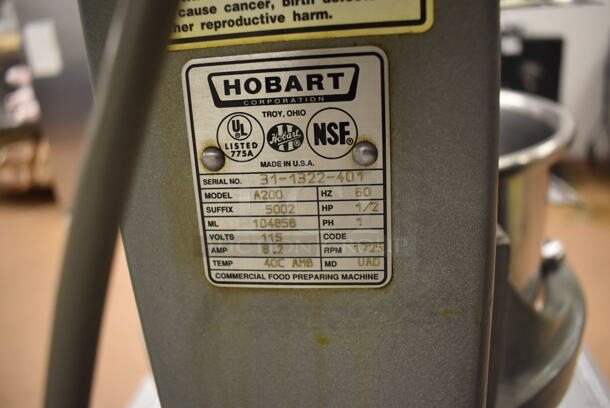 cause cancer, birth defects
her reproductive harm.
HOBART
CORPORATION
TROY, OHIO
UL LISTED 775A
Hobart
NSF®
MADE IN U.S.A.
SERIAL NO. 31-1322-401
MODEL A200 HZ 60
SUFFIX 5002 HP 1/2
ML 104856 PH 1
VOLTS 115 CODE
AMP 8.2 RPM 1725
TEMP 40C AMB MD UAD
COMMERCIAL FOOD PREPARING MACHINE